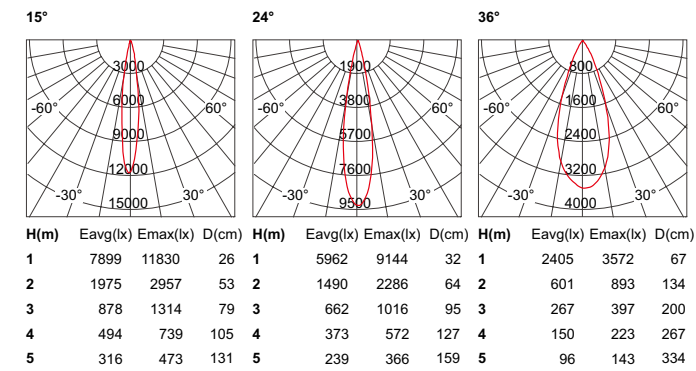 15° 24° 36°
3000 1900 800
6000 3800 1600
-60° 60° -60° 60° -60° 60°
9000 5700 2400
12000 7600 3200
-30° 30° -30° 30° -30° 30°
15000 9500 4000
H(m) Eavg(lx) Emax(lx) D(cm) H(m) Eavg(lx) Emax(lx) D(cm) H(m) Eavg(lx) Emax(lx) D(cm)
1 7899 11830 26 1 5962 9144 32 1 2405 3572 67
2 1975 2957 53 2 1490 2286 64 2 601 893 134
3 878 1314 79 3 662 1016 95 3 267 397 200
4 494 739 105 4 373 572 127 4 150 223 267
5 316 473 131 5 239 366 159 5 96 143 334